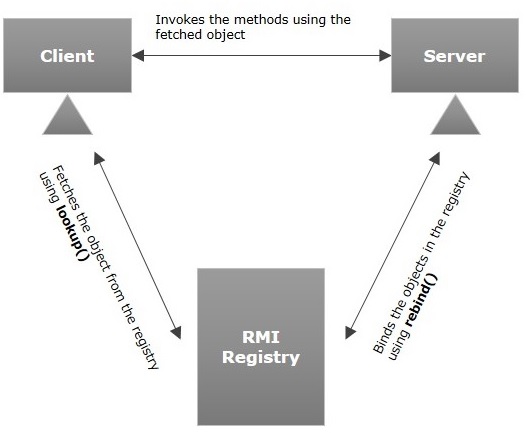 Invokes the methods using the
fetched object
Client
Server
Fetches the object from the registry
using lookup()
Binds the objects in the registry
using rebind()
RMI
Registry